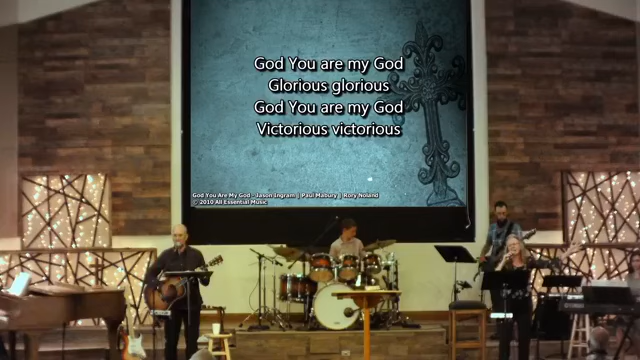 God You are my God
Glorious glorious
God You are my God
Victorious victorious
God You Are My God - Jason Ingram | Paul Mabury | Rory Noland
© 2010 All Essential Music